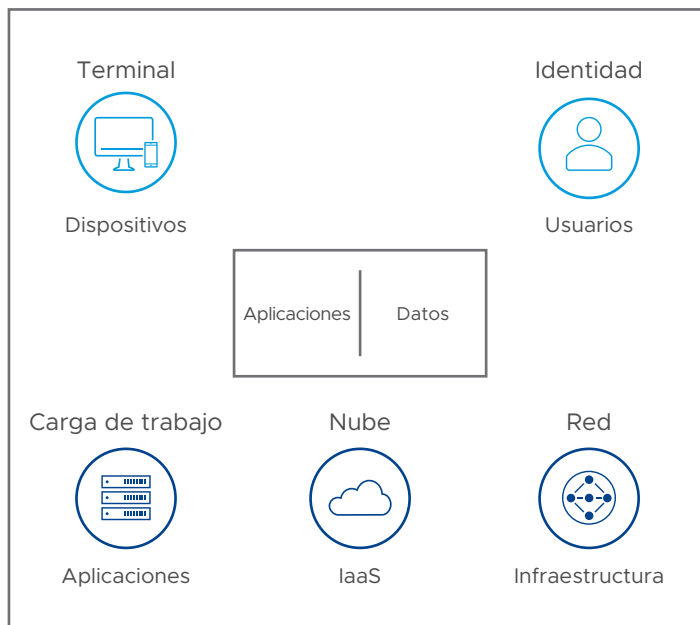 Terminal
Identidad
Dispositivos
Usuarios
Aplicaciones
Datos
Carga de trabajo
Nube
Red
Aplicaciones
IaaS
Infraestructura